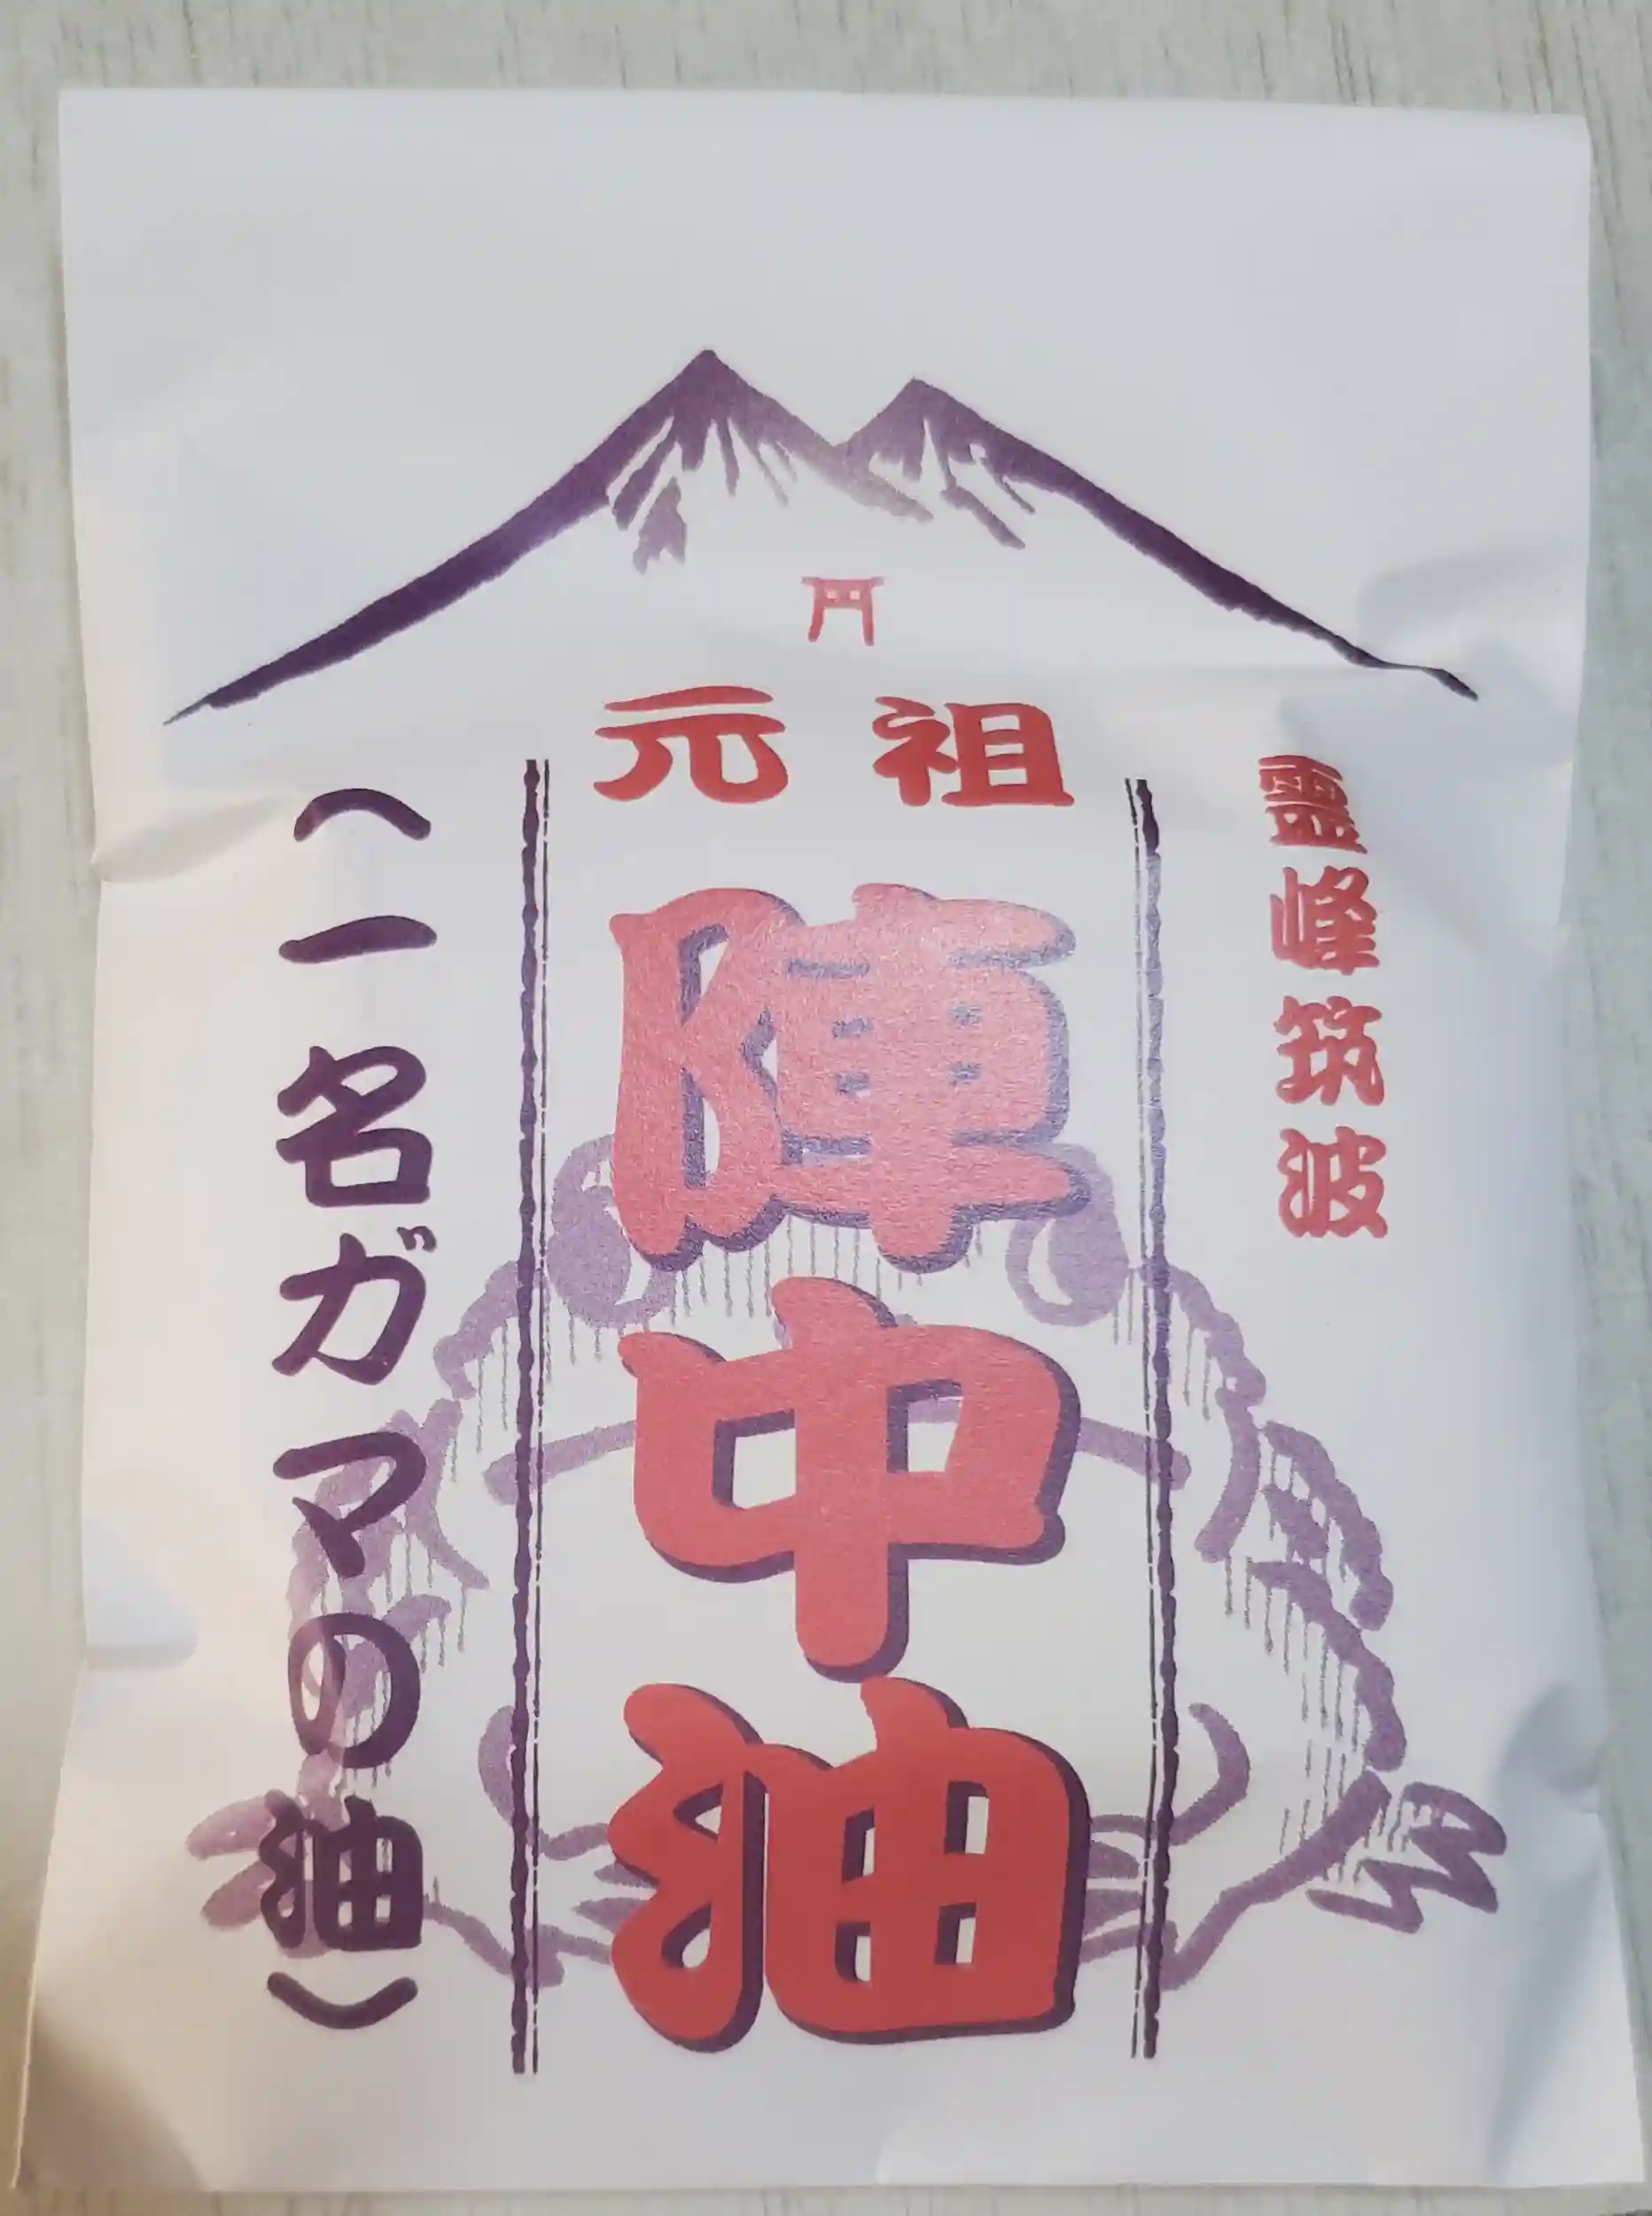 霊峰筑波
元祖
陣中油
（一名ガマの油）